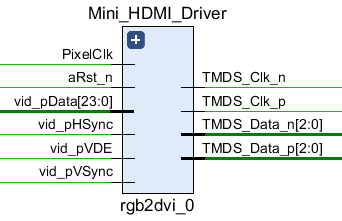 Mini_HDMI_Driver
PixelClk
aRst_n
vid_pData[23:0]
vid_pHSync
vid_pVDE
vid_pVSync
TMDS_Clk_n
TMDS_Clk_p
TMDS_Data_n[2:0]
TMDS_Data_p[2:0]
rgb2dvi_0